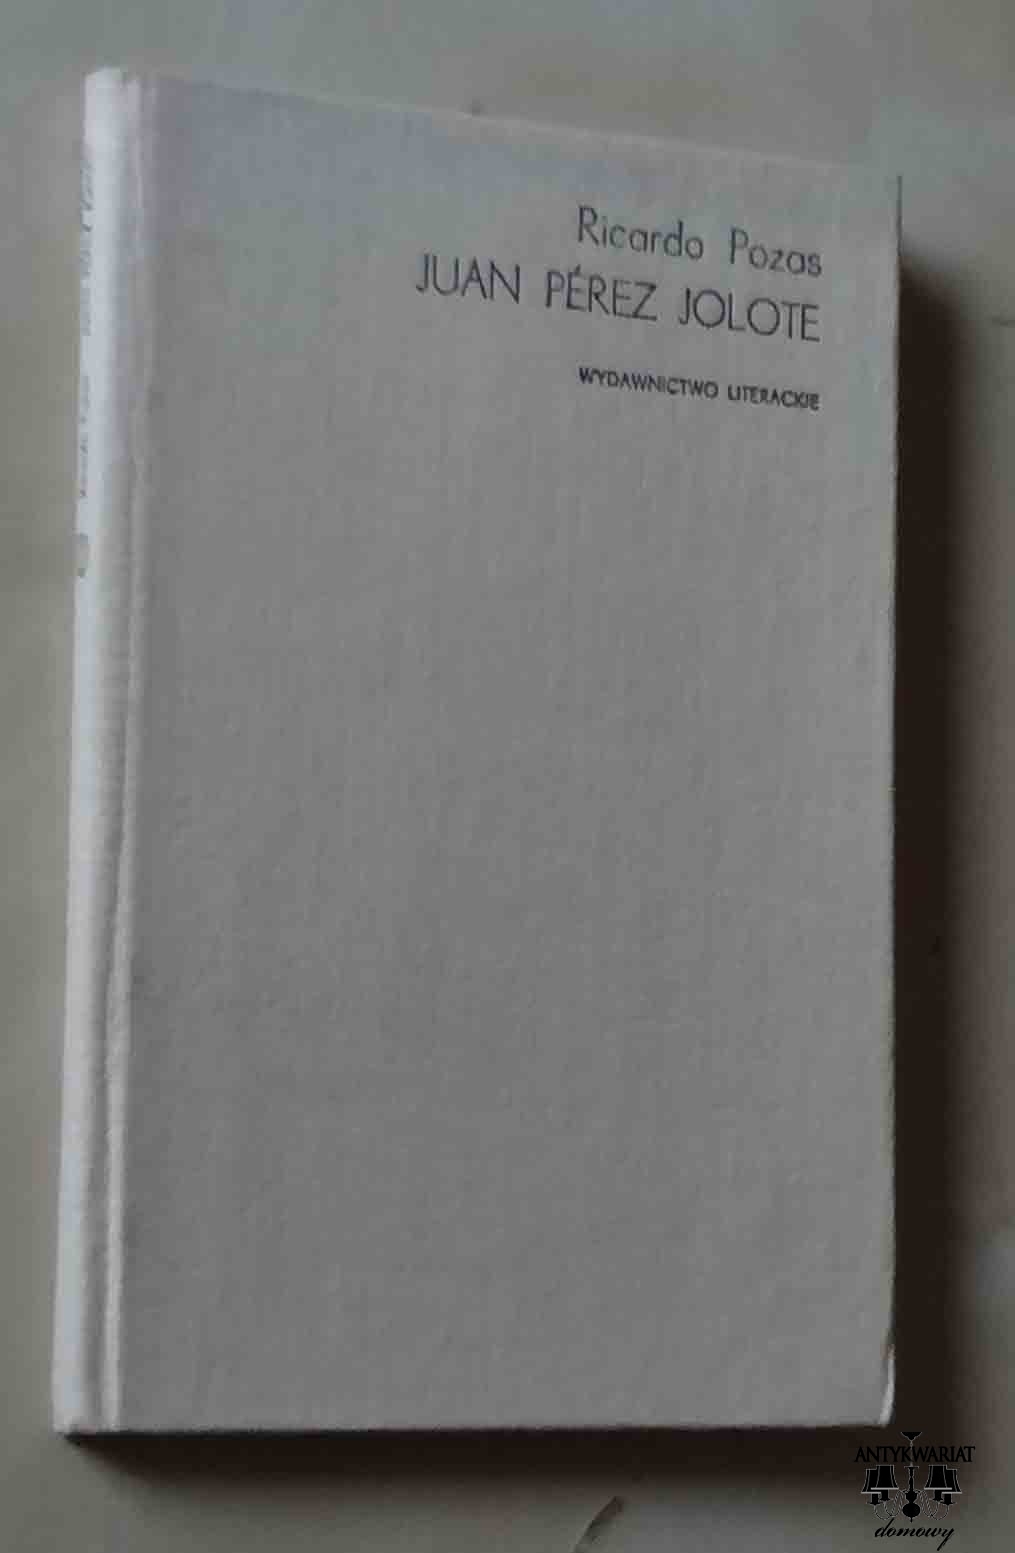 Ricardo Pozas
JUAN PÉREZ JOLOTE
WYDAWNICTWO LITERACKIE
ANTYKWARIAT
domowy